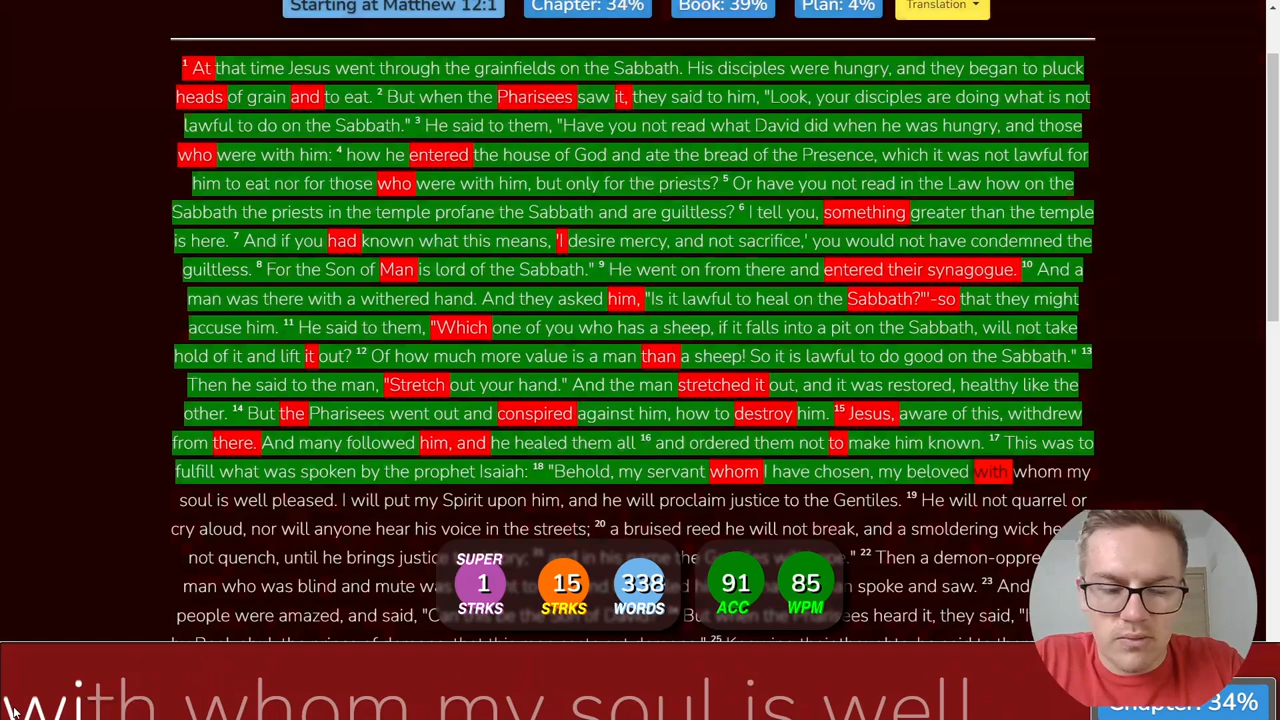 Starting at Matthew 12:1 Chapter: 34% Book: 39% Plan: 4% Translation
1 At that time Jesus went through the grainfields on the Sabbath. His disciples were hungry, and they began to pluck
heads of grain and to eat. 2 But when the Pharisees saw it, they said to him, "Look, your disciples are doing what is not
lawful to do on the Sabbath." 3 He said to them, "Have you not read what David did when he was hungry, and those
who were with him: 4 how he entered the house of God and ate the bread of the Presence, which it was not lawful for
him to eat nor for those who were with him, but only for the priests? 5 Or have you not read in the Law how on the
Sabbath the priests in the temple profane the Sabbath and are guiltless? 6 I tell you, something greater than the temple
is here. 7 And if you had known what this means, 'I desire mercy, and not sacrifice,' you would not have condemned the
guiltless. 8 For the Son of Man is lord of the Sabbath." 9 He went on from there and entered their synagogue. 10 And a
man was there with a withered hand. And they asked him, "Is it lawful to heal on the Sabbath?"'-so that they might
accuse him. 11 He said to them, "Which one of you who has a sheep, if it falls into a pit on the Sabbath, will not take
hold of it and lift it out? 12 Of how much more value is a man than a sheep! So it is lawful to do good on the Sabbath." 13
Then he said to the man, "Stretch out your hand." And the man stretched it out, and it was restored, healthy like the
other. 14 But the Pharisees went out and conspired against him, how to destroy him. 15 Jesus, aware of this, withdrew
from there. And many followed him, and he healed them all 16 and ordered them not to make him known. 17 This was to
fulfill what was spoken by the prophet Isaiah: 18 "Behold, my servant whom I have chosen, my beloved with whom my
soul is well pleased. I will put my Spirit upon him, and he will proclaim justice to the Gentiles. 19 He will not quarrel or
cry aloud, nor will anyone hear his voice in the streets; 20 a bruised reed he will not break, and a smoldering wick he
not quench, until he brings justice the 22 Then a demon-oppre
man who was blind and mute wa spoke and saw. 23 And
people were amazed, and said, "C heard it, they said, "I
SUPER
1 15 338 91 85
STRKS STRKS WORDS ACC WPM
with whom my soul is well
Chapter: 34%